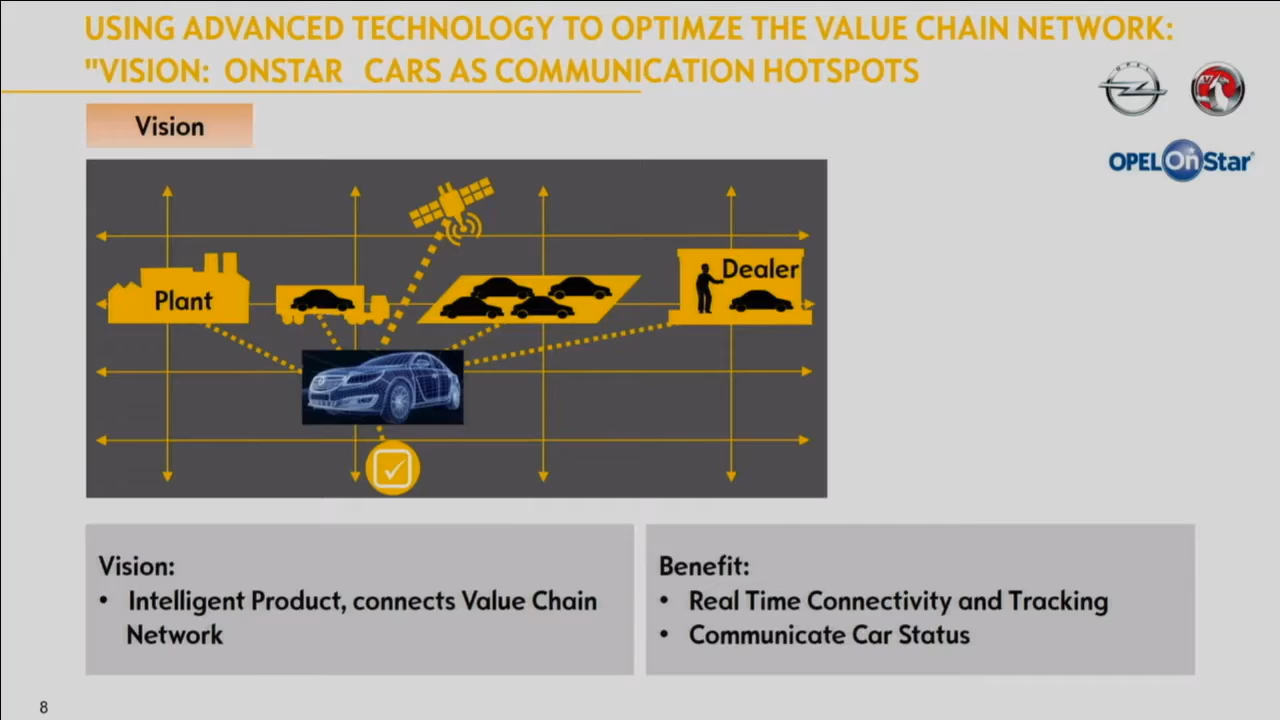 USING ADVANCED TECHNOLOGY TO OPTIMZE THE VALUE CHAIN NETWORK:
"VISION: ONSTAR CARS AS COMMUNICATION HOTSPOTS
OPEL
OPEL OnStar
Vision
Plant
Dealer
Vision:
• Intelligent Product, connects Value Chain
Network
Benefit:
• Real Time Connectivity and Tracking
• Communicate Car Status
8